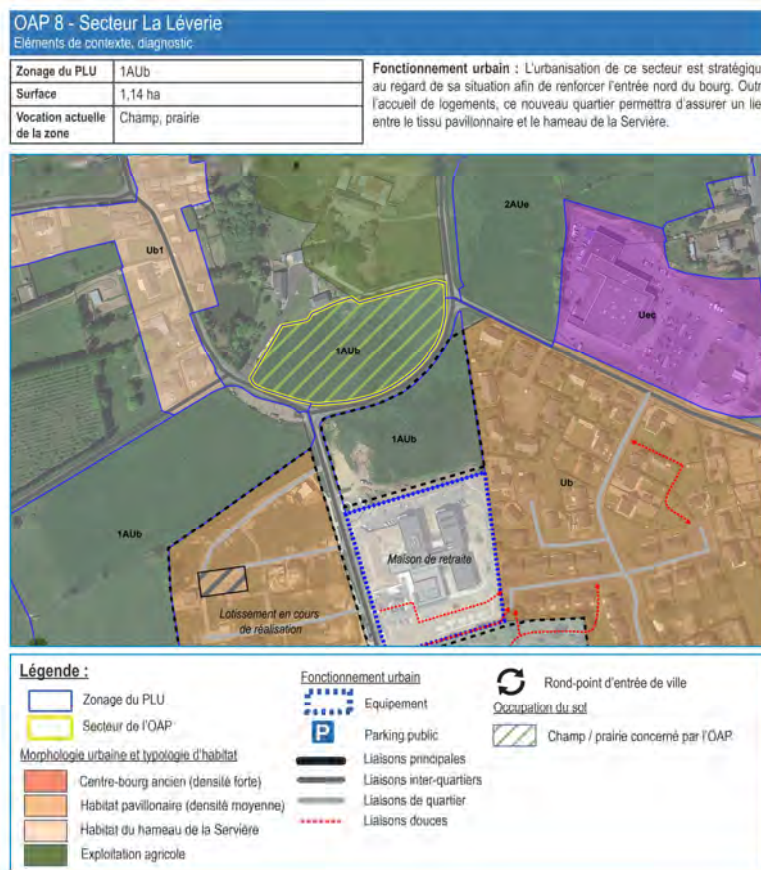 OAP 8 - Secteur La Léverie
Eléments de contexte, diagnostic
Zonage du PLU 1AUb
Surface 1,14 ha
Vocation actuelle de la zone Champ, prairie
Fonctionnement urbain : L'urbanisation de ce secteur est stratégiqu
au regard de sa situation afin de renforcer l'entrée nord du bourg. Outr
l'accueil de logements, ce nouveau quartier permettra d'assurer un lie
entre le tissu pavillonnaire et le hameau de la Servière.
2AUe
Ub1
Uec
1AUb
1AUb
Ub
1AUb
Maison de retraite
Lotissement en cours
de réalisation
Légende :
Zonage du PLU
Secteur de l'OAP
Morphologie urbaine et typologie d'habitat
Centre-bourg ancien (densité forte)
Habitat pavillonaire (densité moyenne)
Habitat du hameau de la Servière
Exploitation agricole
Fonctionnement urbain
Equipement
P Parking public
Liaisons principales
Liaisons inter-quartiers
Liaisons de quartier
Liaisons douces
Rond-point d'entrée de ville
Occupation du sol
Champ / prairie concerné par l'OAP